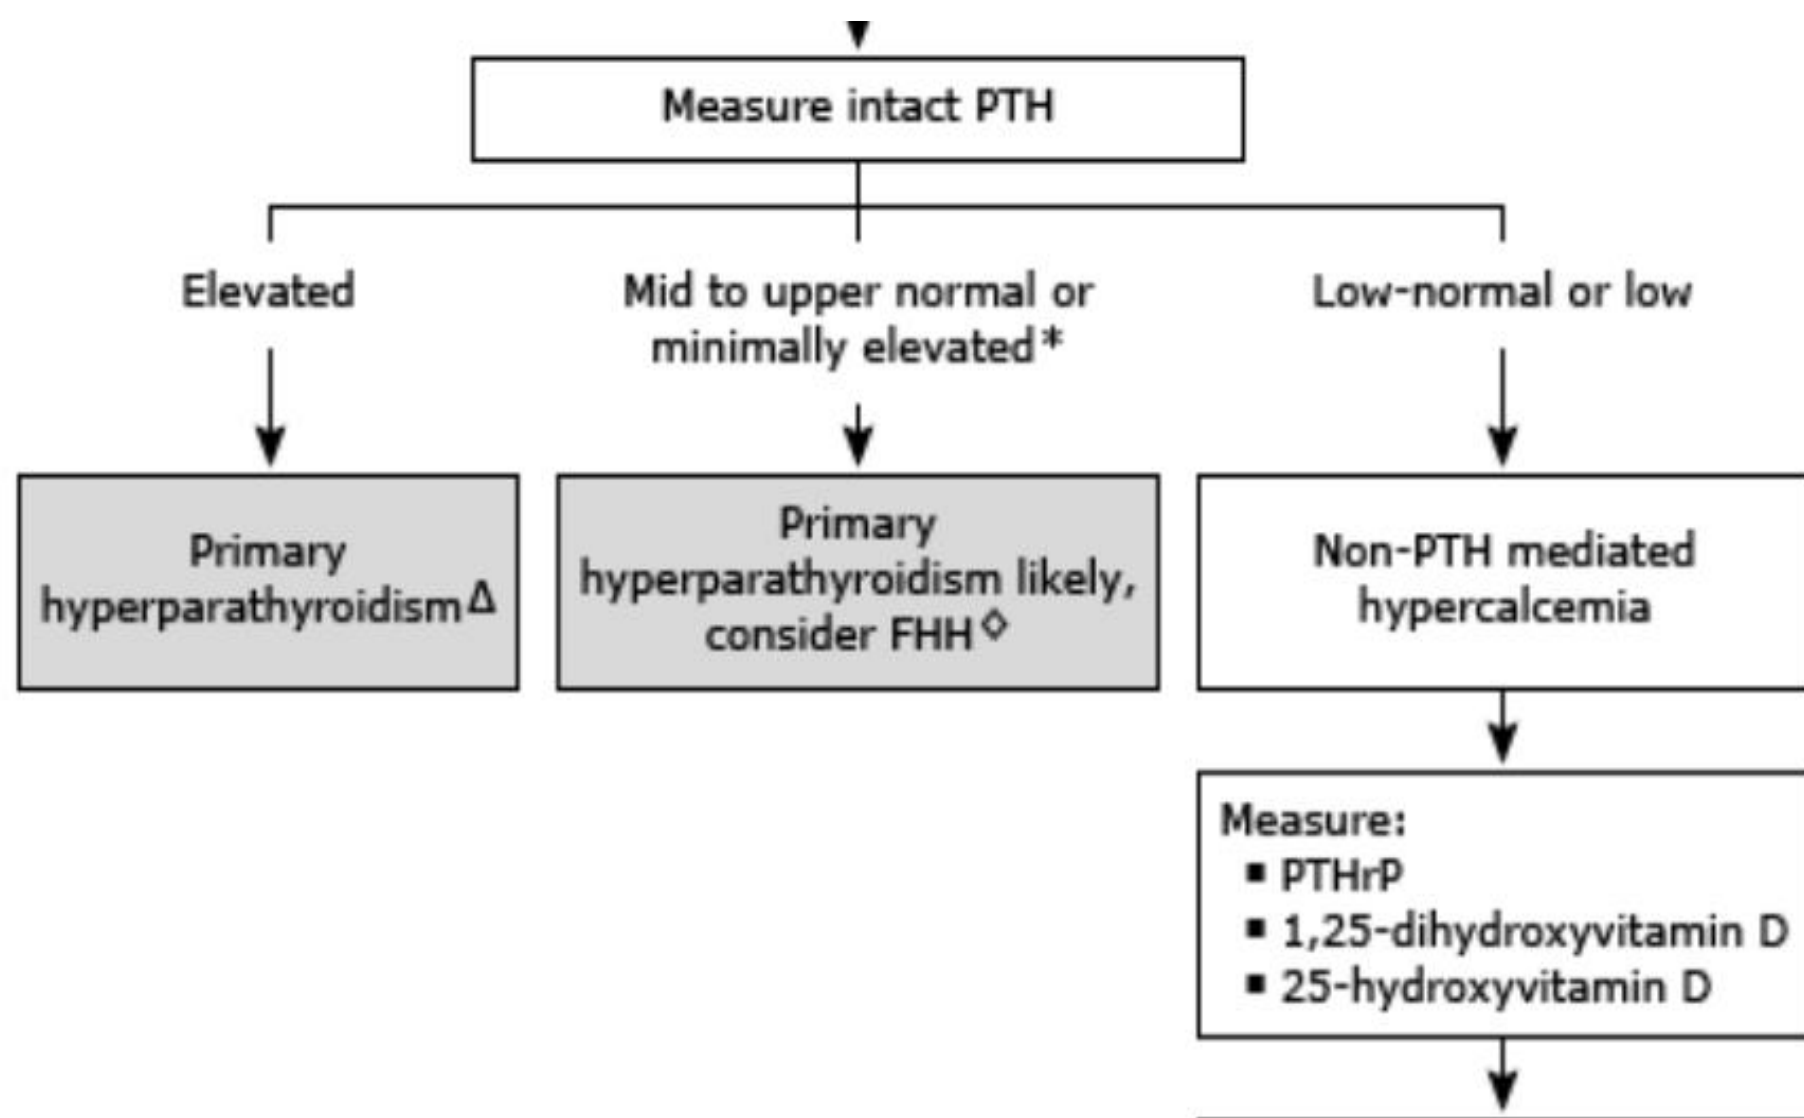 Measure intact PTH
Elevated
Mid to upper normal or
minimally elevated*
Low-normal or low
Primary
hyperparathyroidismΔ
Primary
hyperparathyroidism likely,
consider FHH◊
Non-PTH mediated
hypercalcemia
Measure:
▪ PTHrP
▪ 1,25-dihydroxyvitamin D
▪ 25-hydroxyvitamin D